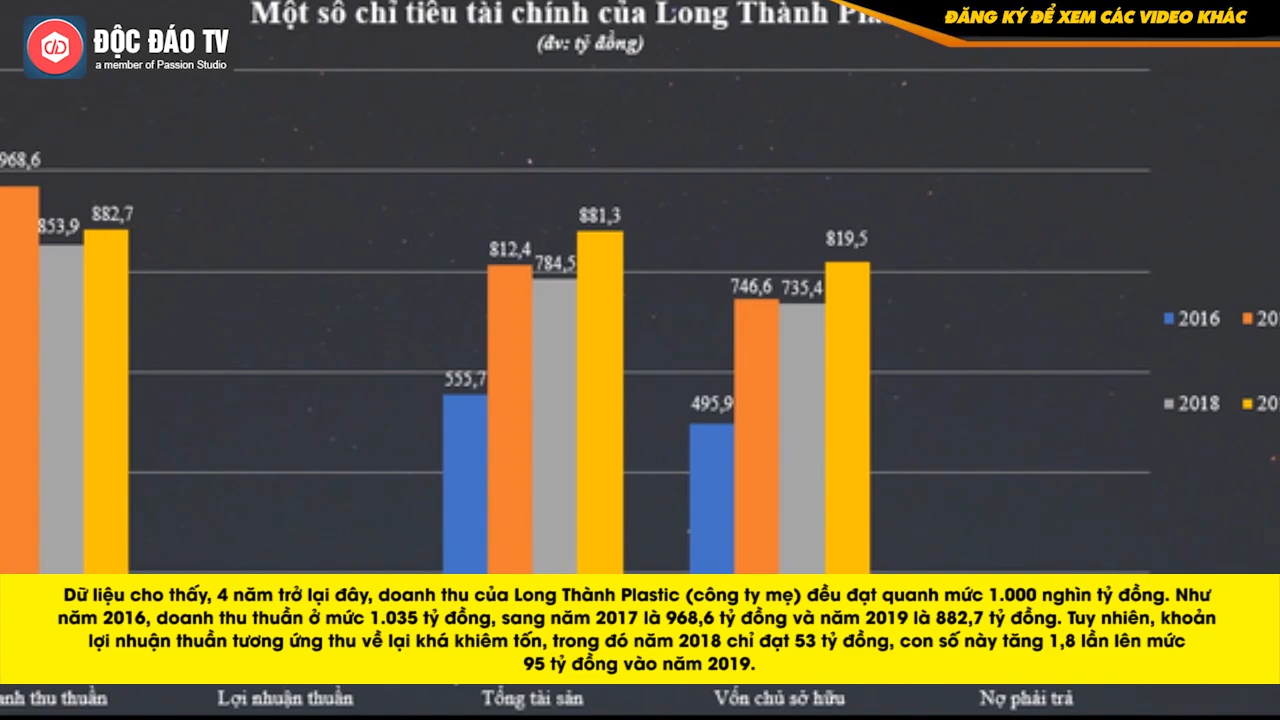 Một số chỉ tiêu tài chính của Long Thành
(đv: tỷ đồng)
ĐĂNG KÝ ĐỂ XEM CÁC VIDEO KHÁC
ĐỘC ĐÁO TV
a member of Passion Studio
968,6
853,9
882,7
555,7
812,4
784,5
881,3
495,9
746,6
735,4
819,5
2016
2018
Dữ liệu cho thấy, 4 năm trở lại đây, doanh thu của Long Thành Plastic (công ty mẹ) đều đạt quanh mức 1.000 nghìn tỷ đồng. Như
năm 2016, doanh thu thuần ở mức 1.035 tỷ đồng, sang năm 2017 là 968,6 tỷ đồng và năm 2019 là 882,7 tỷ đồng. Tuy nhiên, khoản
lợi nhuận thuần tương ứng thu về lại khá khiêm tốn, trong đó năm 2018 chỉ đạt 53 tỷ đồng, con số này tăng 1,8 lần lên mức
95 tỷ đồng vào năm 2019.
thu thuần
Lợi nhuận thuần
Tổng tài sản
Vốn chủ sở hữu
Nợ phải trả